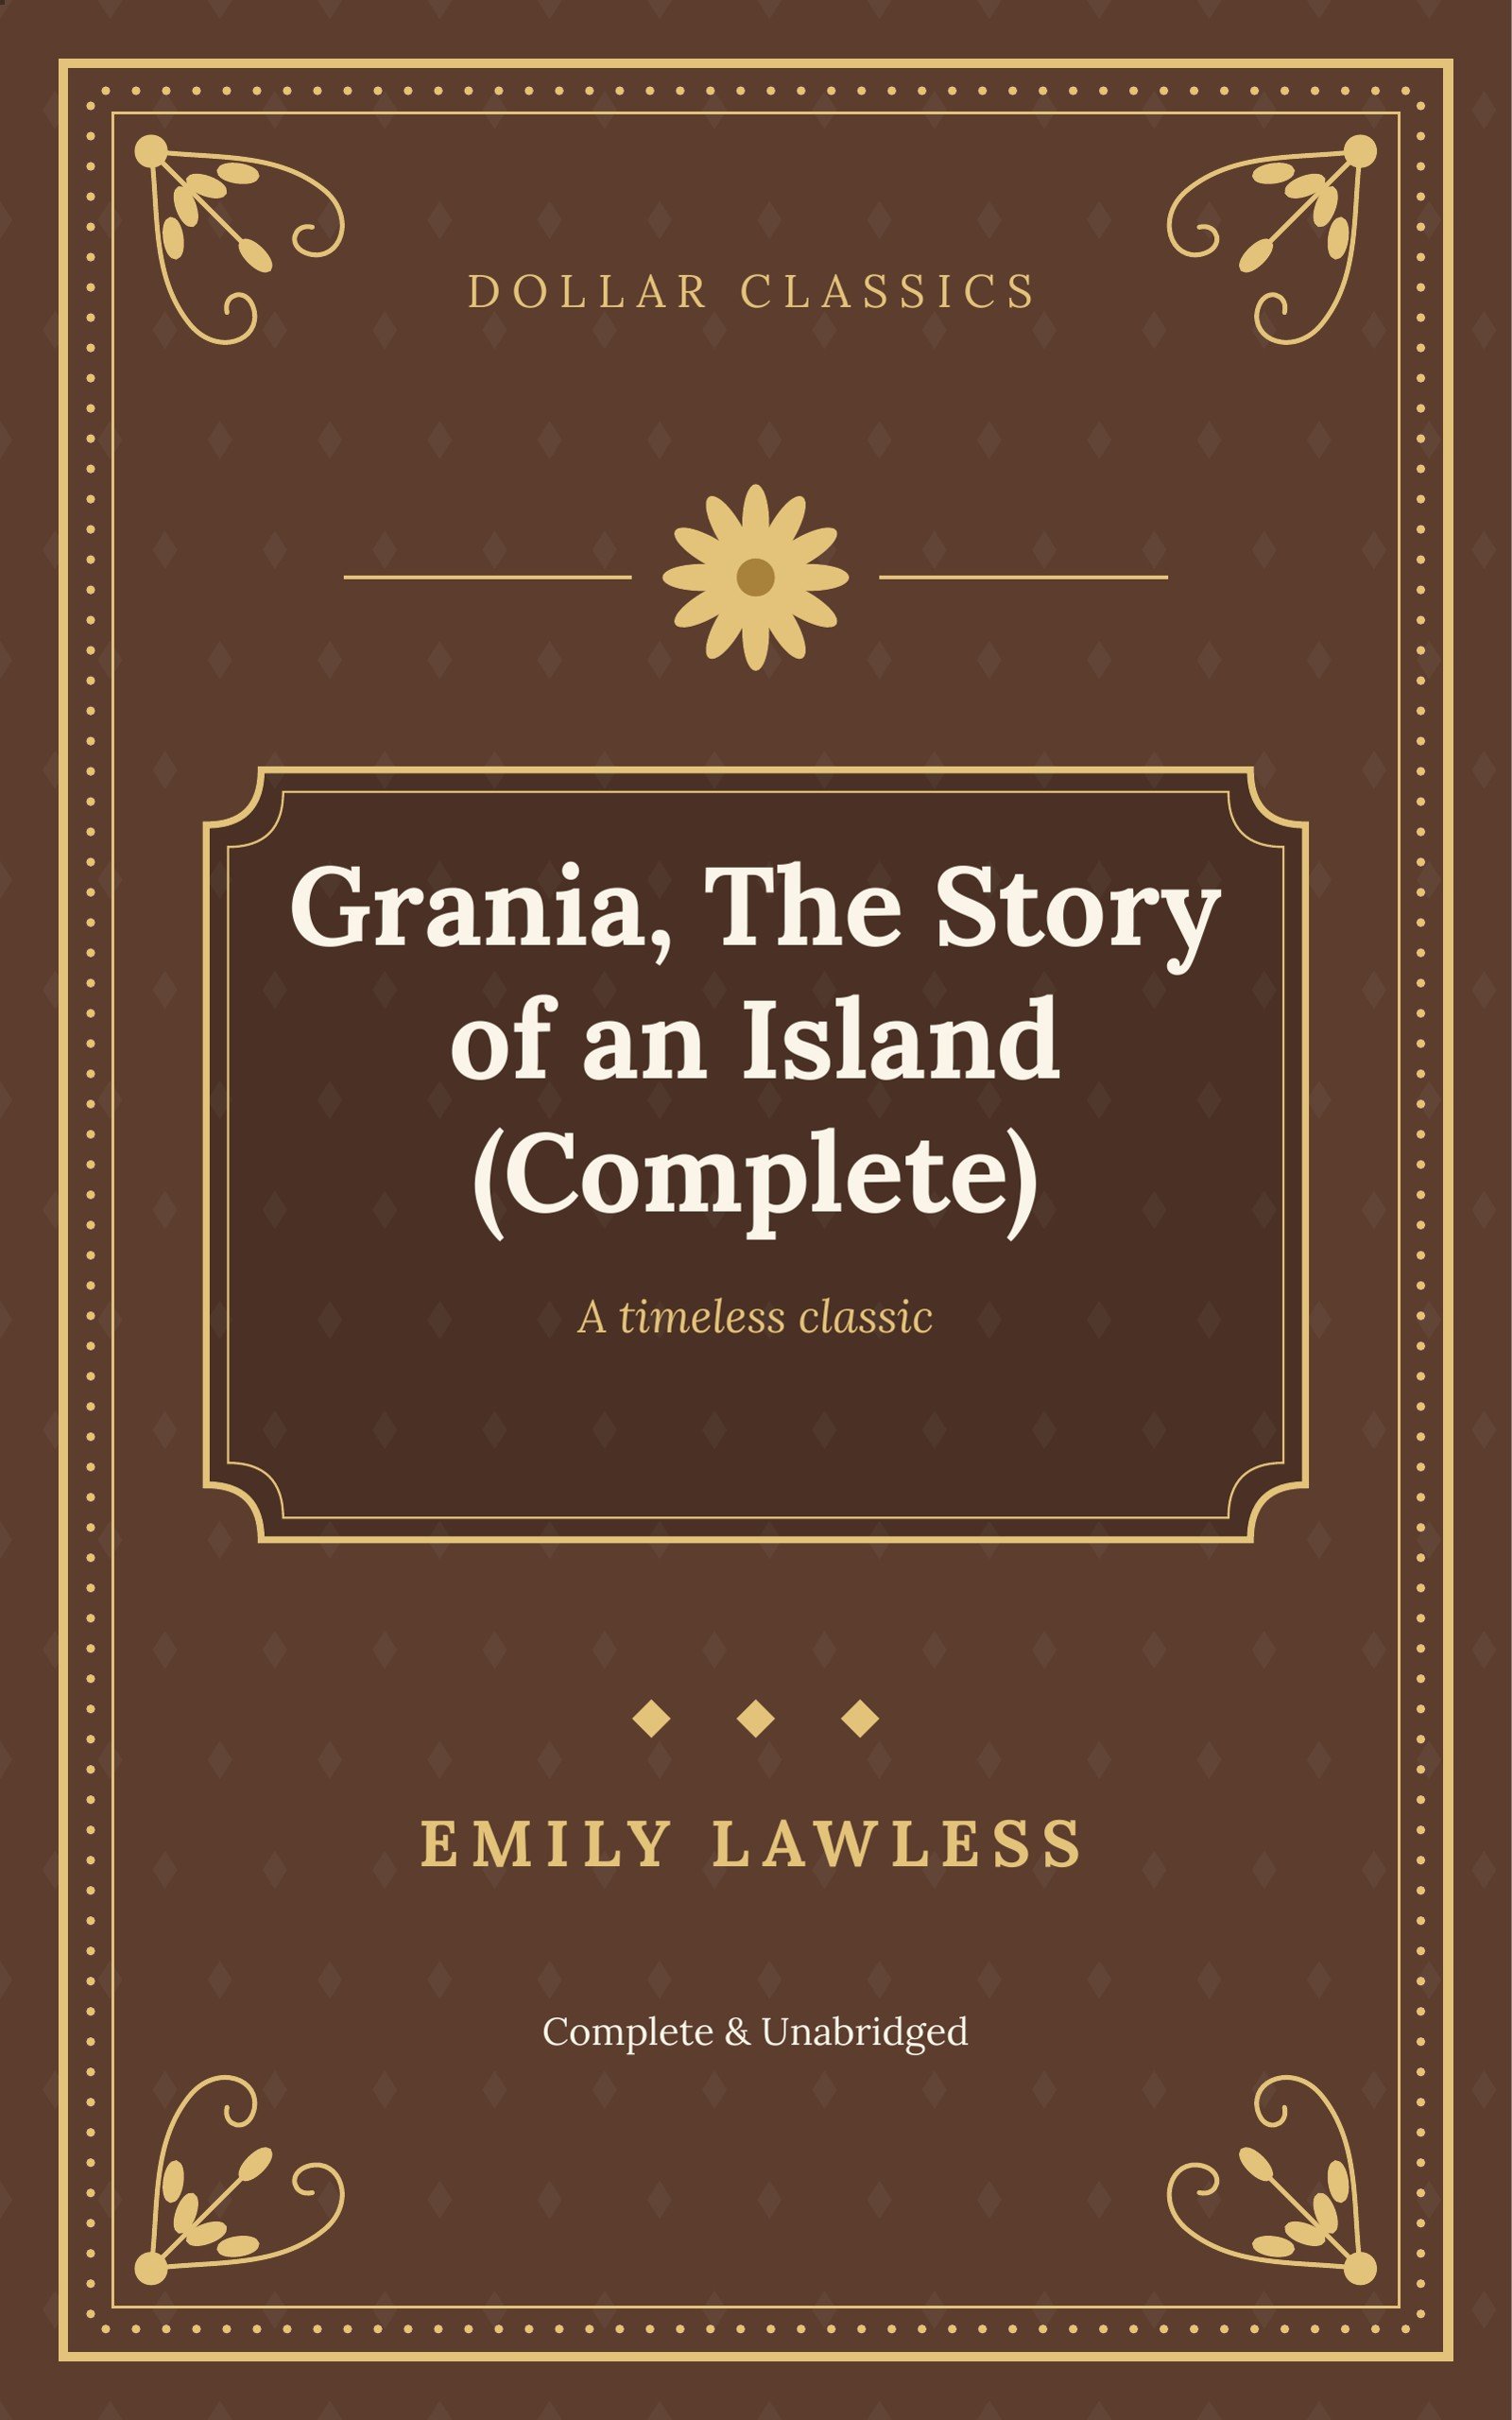 DOLLAR CLASSICS
Grania, The Story
of an Island
(Complete)
A timeless classic
EMILY LAWLESS
Complete & Unabridged